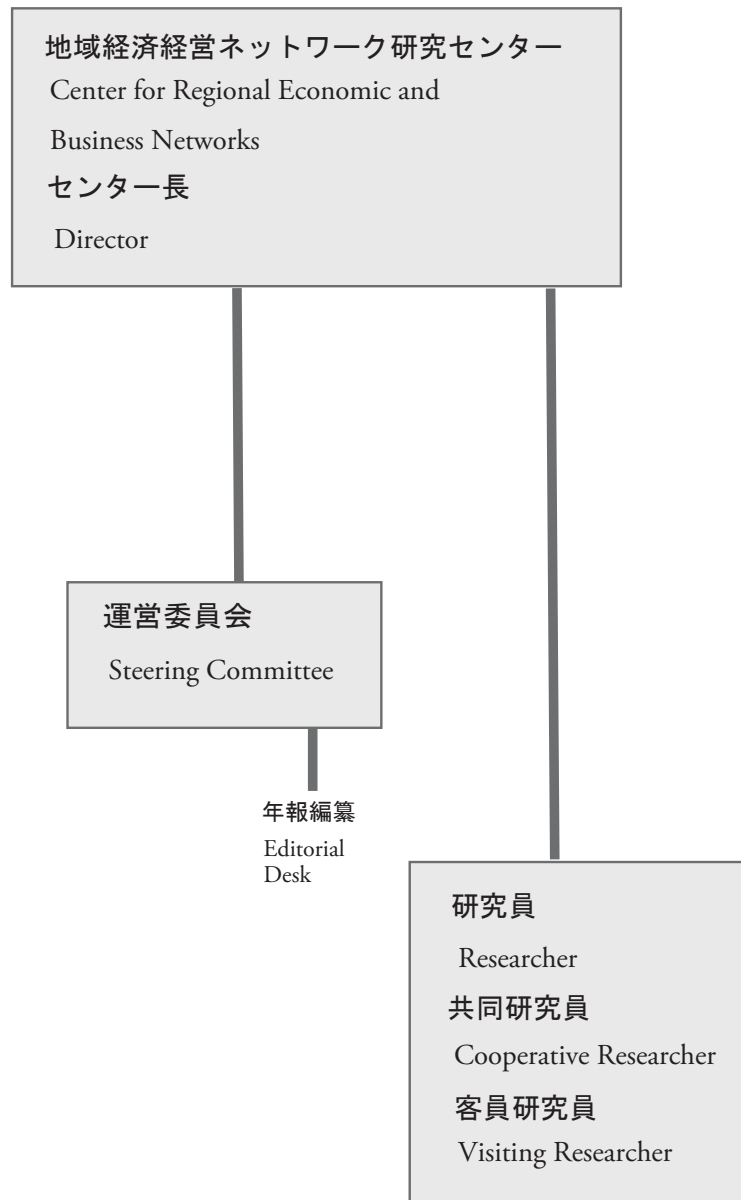 地域経済経営ネットワーク研究センター
Center for Regional Economic and
Business Networks
センター長
Director
運営委員会
Steering Committee
年報編纂
Editorial
Desk
研究員
Researcher
共同研究員
Cooperative Researcher
客員研究員
Visiting Researcher